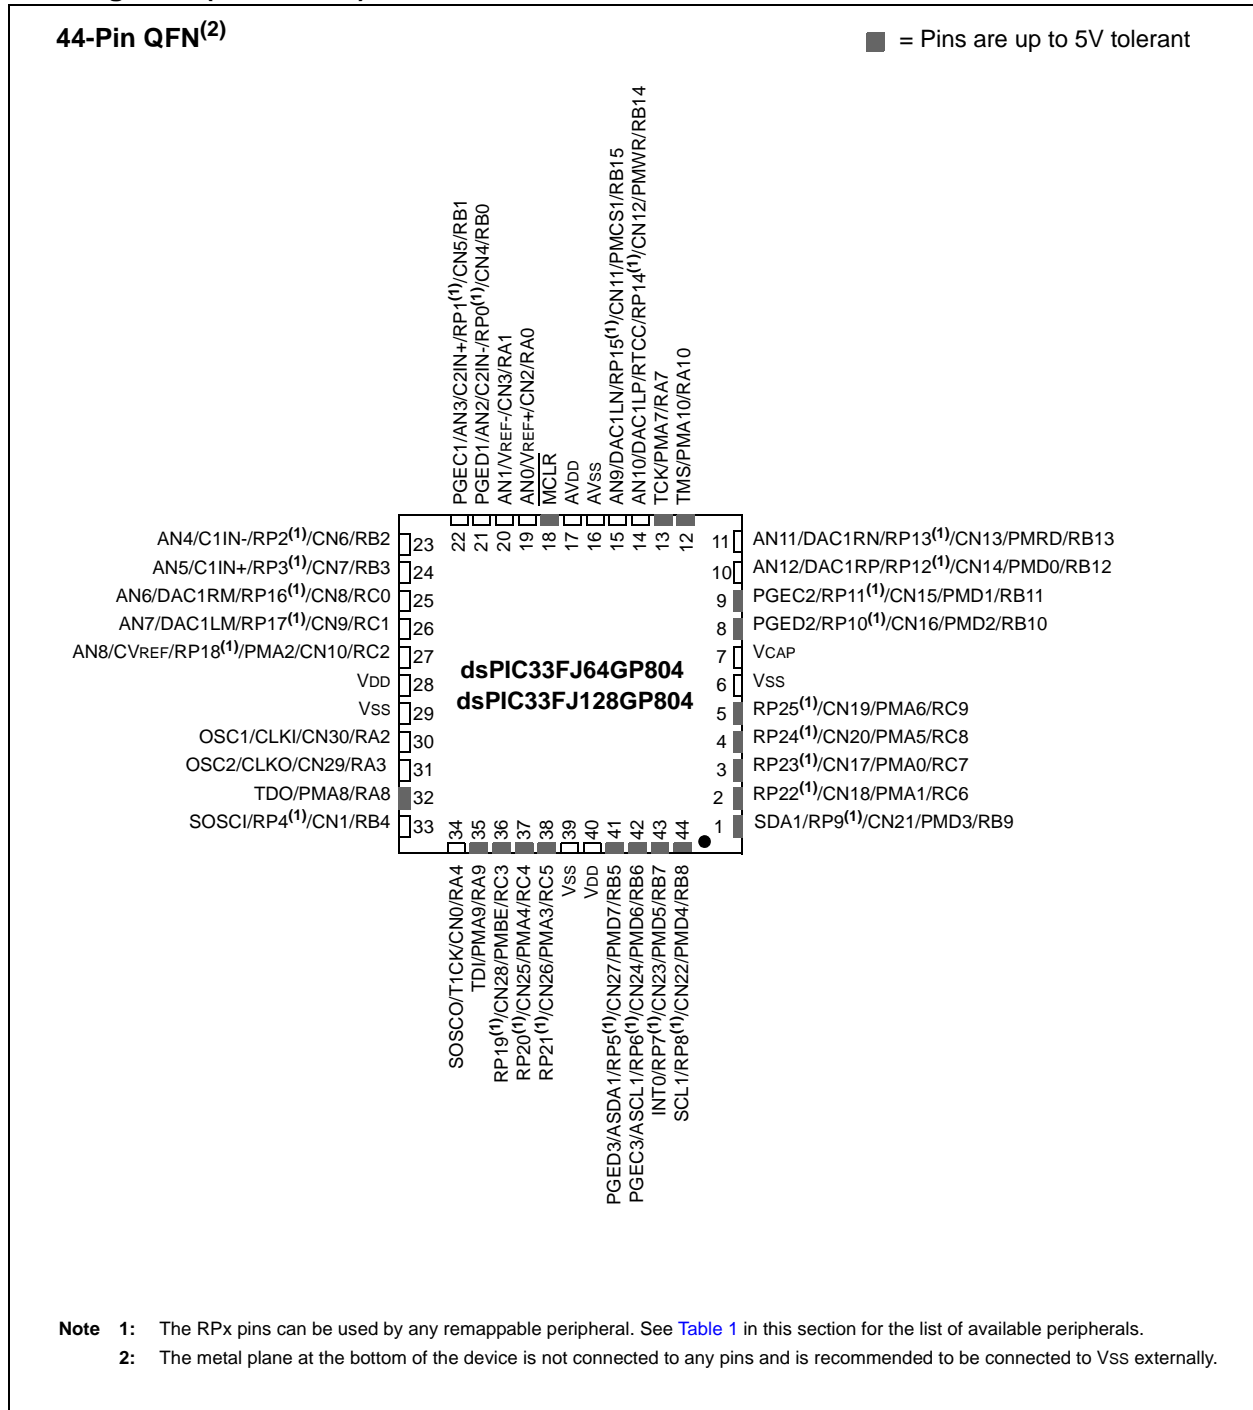 44-Pin QFN(2)
= Pins are up to 5V tolerant
PGEC1/AN3/C2IN+/RP1(1)/CN5/RB1
PGED1/AN2/C2IN-/RP0(1)/CN4/RB0
AN1/VREF-/CN3/RA1
AN0/VREF+/CN2/RA0
MCLR
AVDD
AVSS
AN9/DAC1LN/RP15(1)/CN11/PMCS1/RB15
AN10/DAC1LP/RTCC/RP14(1)/CN12/PMWR/RB14
TCK/PMA7/RA7
TMS/PMA10/RA10
22 21 20 19 18 17 16 15 14 13 12
AN4/C1IN-/RP2(1)/CN6/RB2 23
AN5/C1IN+/RP3(1)/CN7/RB3 24
AN6/DAC1RM/RP16(1)/CN8/RC0 25
AN7/DAC1LM/RP17(1)/CN9/RC1 26
AN8/CVREF/RP18(1)/PMA2/CN10/RC2 27
VDD 28
VSS 29
OSC1/CLKI/CN30/RA2 30
OSC2/CLKO/CN29/RA3 31
TDO/PMA8/RA8 32
SOSCI/RP4(1)/CN1/RB4 33
dsPIC33FJ64GP804
dsPIC33FJ128GP804
11 AN11/DAC1RN/RP13(1)/CN13/PMRD/RB13
10 AN12/DAC1RP/RP12(1)/CN14/PMD0/RB12
9 PGEC2/RP11(1)/CN15/PMD1/RB11
8 PGED2/RP10(1)/CN16/PMD2/RB10
7 VCAP
6 VSS
5 RP25(1)/CN19/PMA6/RC9
4 RP24(1)/CN20/PMA5/RC8
3 RP23(1)/CN17/PMA0/RC7
2 RP22(1)/CN18/PMA1/RC6
1 SDA1/RP9(1)/CN21/PMD3/RB9
34 35 36 37 38 39 40 41 42 43 44
SOSCO/T1CK/CN0/RA4
TDI/PMA9/RA9
RP19(1)/CN28/PMBE/RC3
RP20(1)/CN25/PMA4/RC4
RP21(1)/CN26/PMA3/RC5
VSS
VDD
PGED3/ASDA1/RP5(1)/CN27/PMD7/RB5
PGEC3/ASCL1/RP6(1)/CN24/PMD6/RB6
INT0/RP7(1)/CN23/PMD5/RB7
SCL1/RP8(1)/CN22/PMD4/RB8
Note 1: The RPx pins can be used by any remappable peripheral. See Table 1 in this section for the list of available peripherals.
2: The metal plane at the bottom of the device is not connected to any pins and is recommended to be connected to VSS externally.